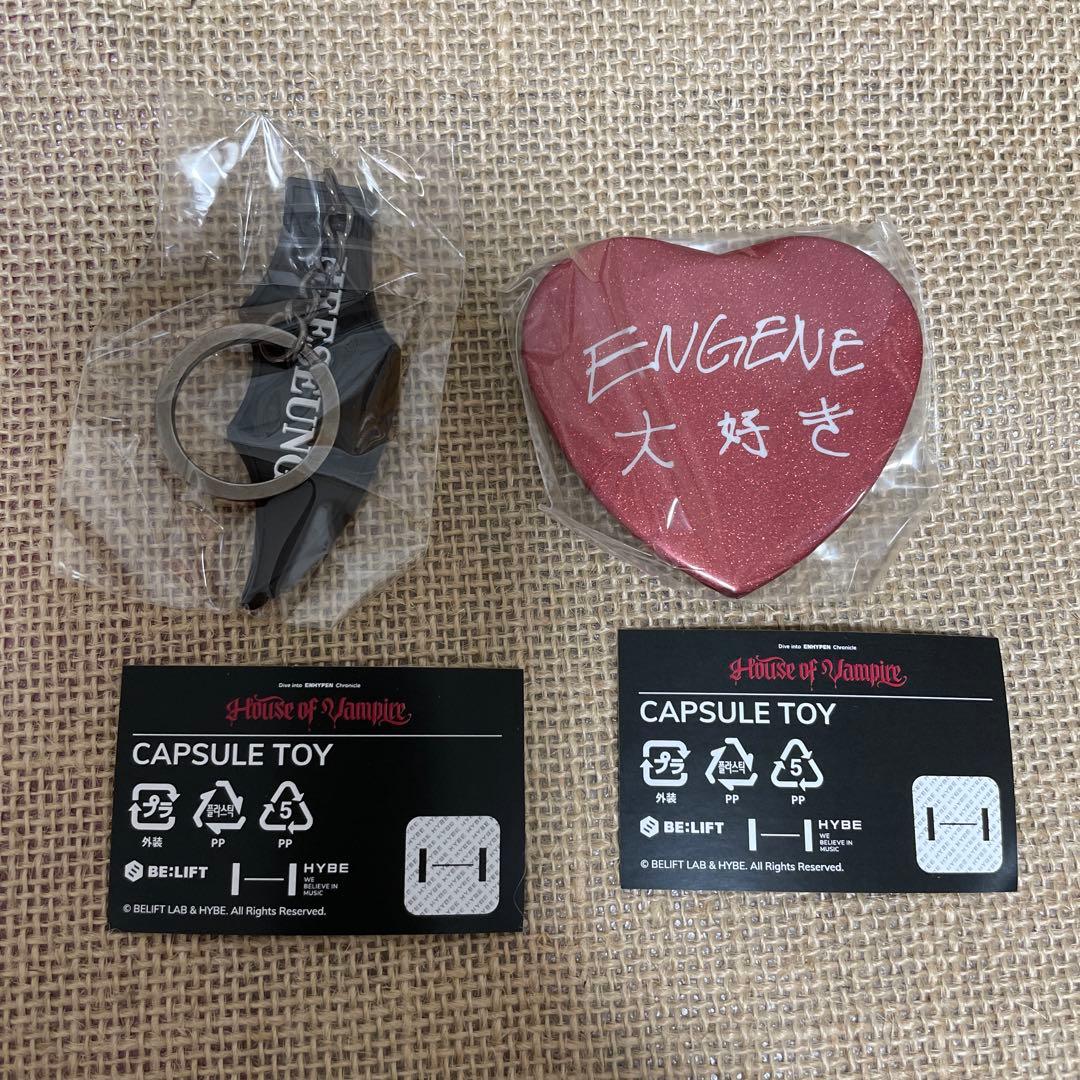 HEESEUNG
ENGENE
大好き
Dive into ENHYPEN Chronicle
House of Vampire
CAPSULE TOY
プラ
플라스틱
5
外装
PP
PP
BE:LIFT
HYBE
WE
BELIEVE IN
MUSIC
© BELIFT LAB & HYBE. All Rights Reserved.
Dive into ENHYPEN Chronicle
House of Vampire
CAPSULE TOY
プラ
플라스틱
5
外装
PP
PP
BE:LIFT
HYBE
WE
BELIEVE IN
MUSIC
© BELIFT LAB & HYBE. All Rights Reserved.